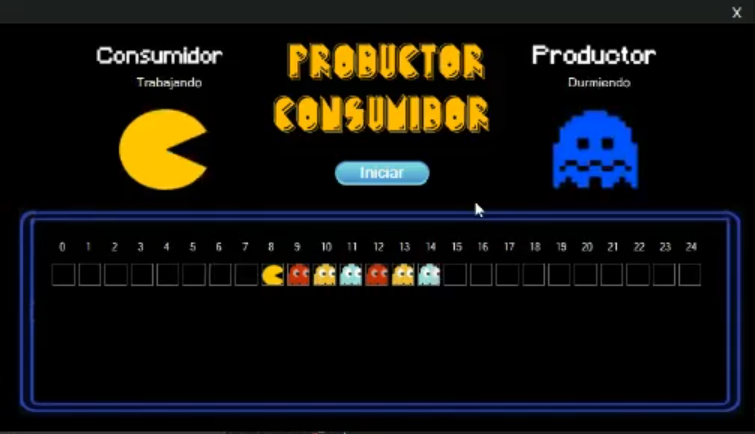 X
Consumidor
Trabajando
PRODUCTOR
CONSUMIDOR
Productor
Durmiendo
Iniciar
0 1 2 3 4 5 6 7 8 9 10 11 12 13 14 15 16 17 18 19 20 21 22 23 24